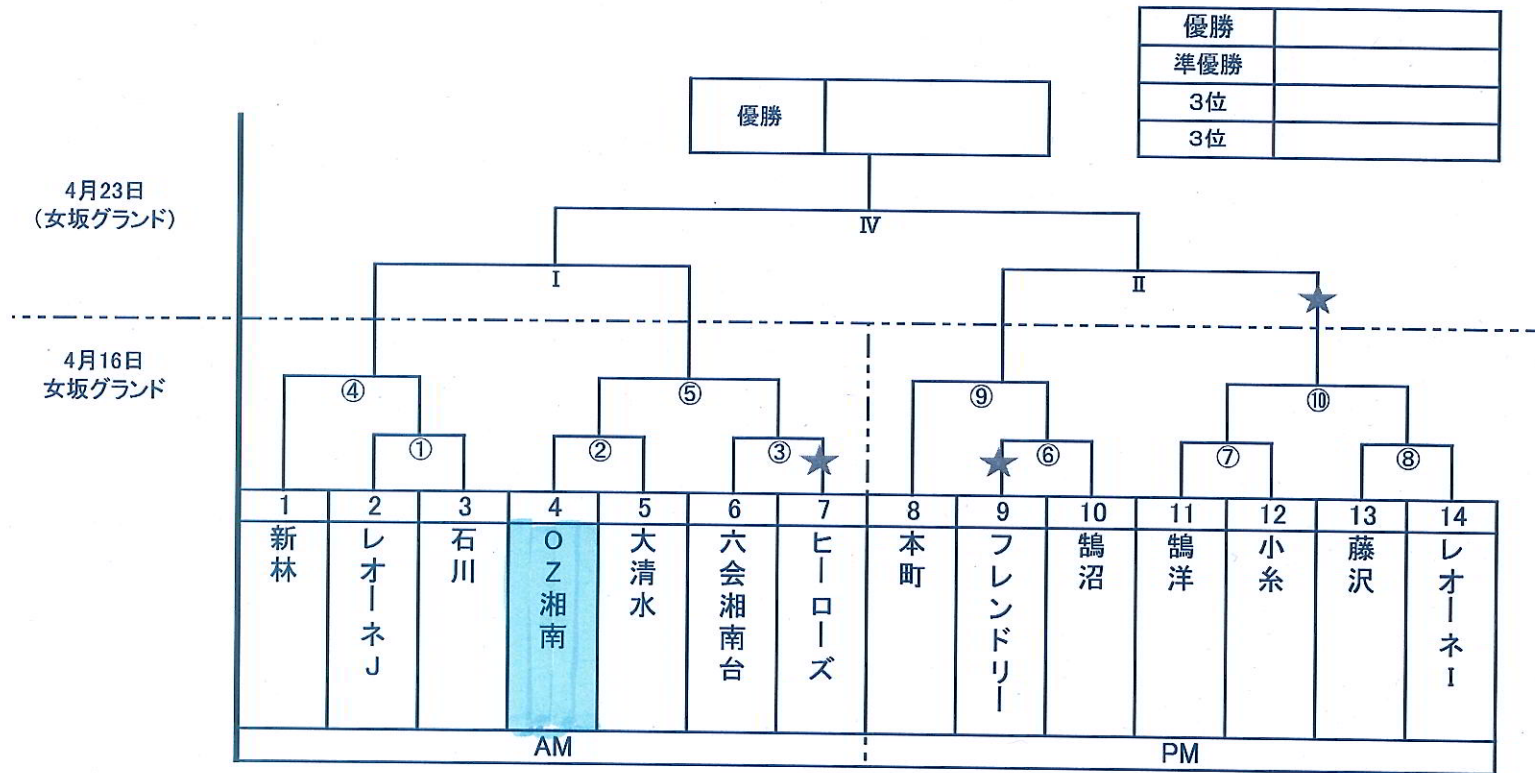 優勝
準優勝
3位
3位
優勝
4月23日
(女坂グランド)
Ⅳ
Ⅰ
Ⅱ
4月16日
女坂グランド
④
⑤
⑨
⑩
①
②
③
⑥
⑦
⑧
1 2 3 4 5 6 7 8 9 10 11 12 13 14
新林
レオーネJ
石川
OZ湘南
大清水
六会湘南台
ヒーローズ
本町
フレンドリー
鵠沼
鵠洋
小糸
藤沢
レオーネI
AM
PM